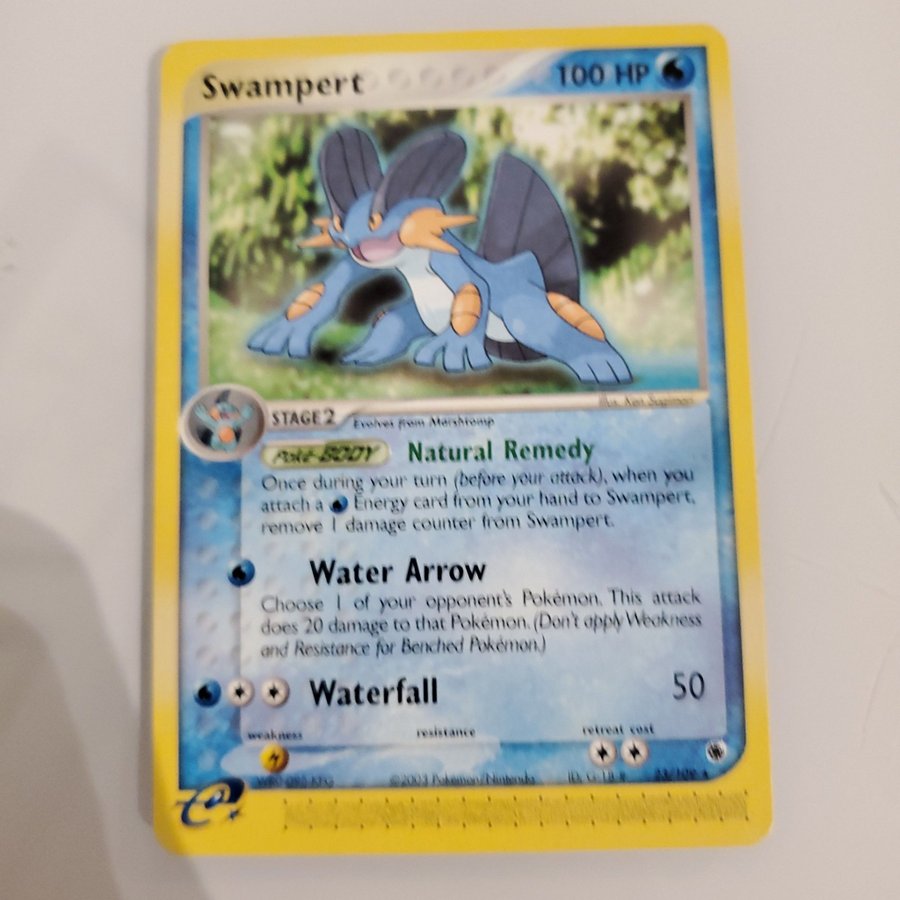 Swampert 100 HP
Illus. Ken Sugimori
STAGE 2 Evolves from Marshtomp
Poké-BODY Natural Remedy
Once during your turn (before your attack), when you
attach a Energy card from your hand to Swampert,
remove 1 damage counter from Swampert.
Water Arrow
Choose 1 of your opponent's Pokémon. This attack
does 20 damage to that Pokémon. (Don't apply Weakness
and Resistance for Benched Pokémon.)
Waterfall 50
weakness resistance retreat cost
©2003 Pokémon/Nintendo
e